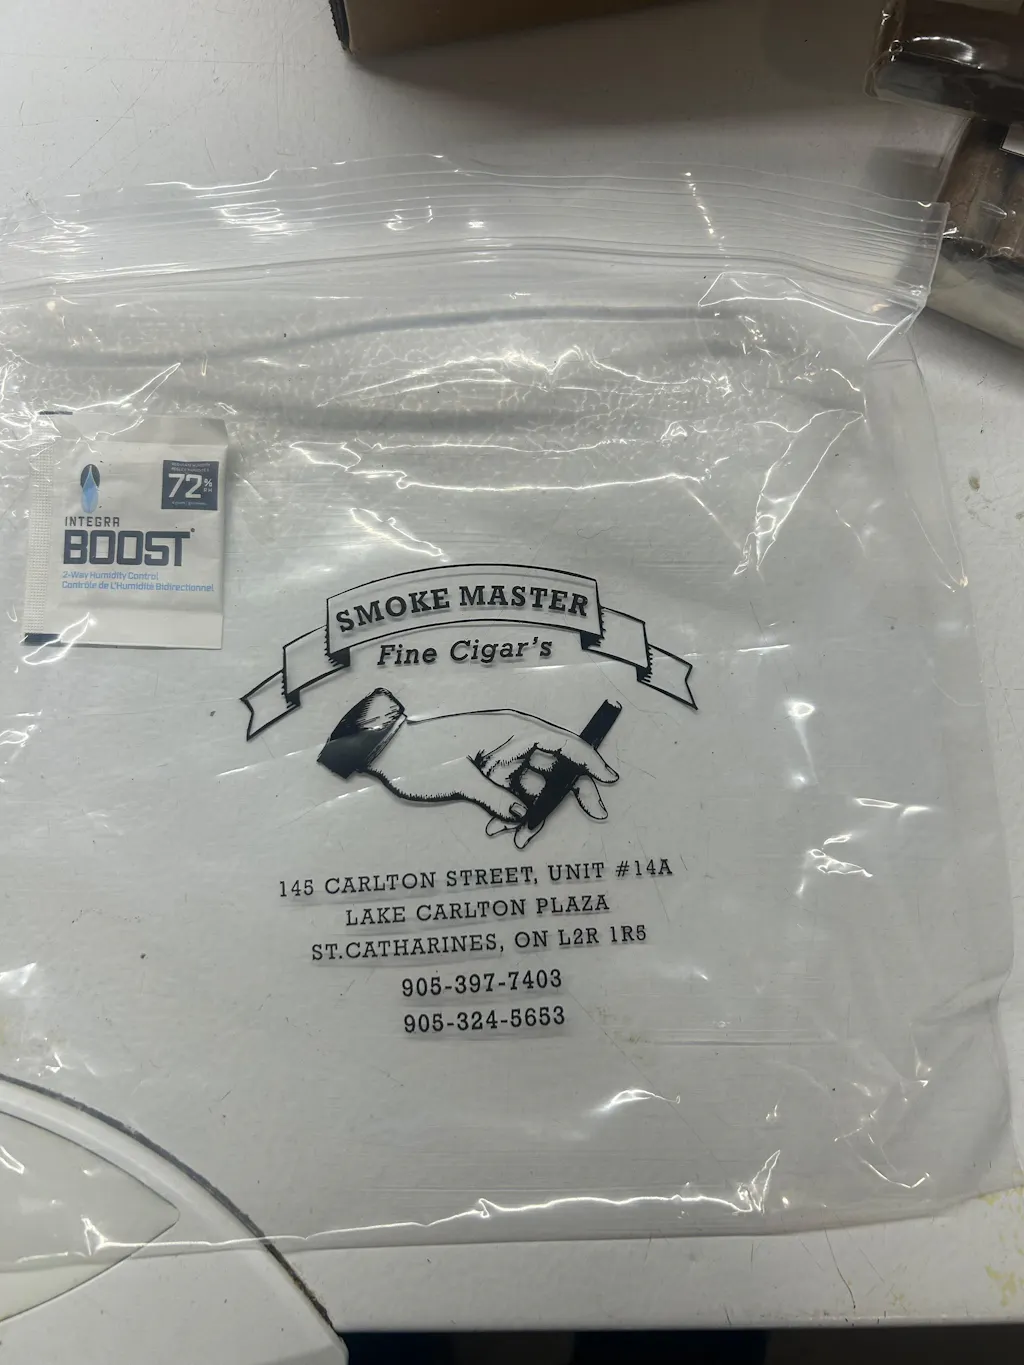 72%
RH
INTEGRA
BOOST®
2-Way Humidity Control
Contrôle de L'Humidité Bidirectionnel
SMOKE MASTER
Fine Cigar's
145 CARLTON STREET, UNIT #14A
LAKE CARLTON PLAZA
ST.CATHARINES, ON L2R 1R5
905-397-7403
905-324-5653